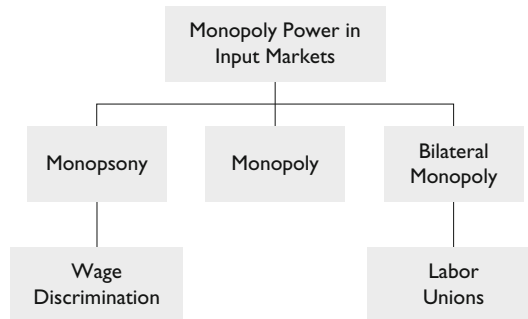 Monopoly Power in
Input Markets
Monopsony
Monopoly
Bilateral
Monopoly
Wage
Discrimination
Labor
Unions